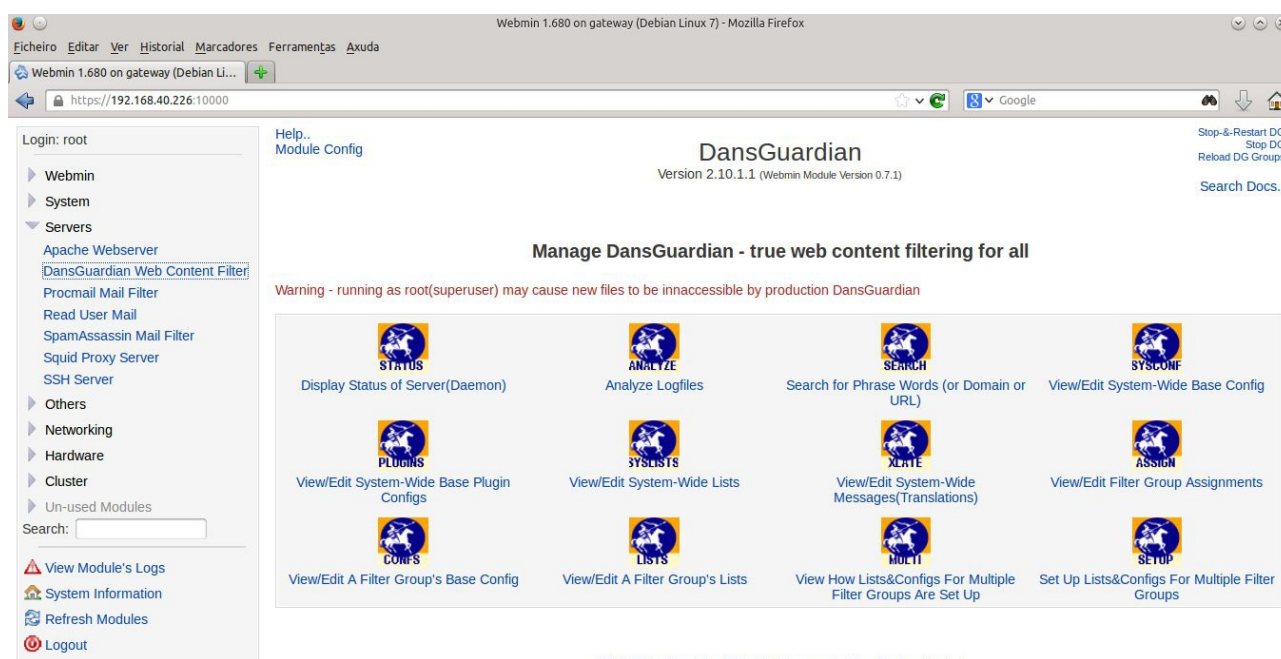 Webmin 1.680 on gateway (Debian Linux 7) - Mozilla Firefox
Ficheiro Editar Ver Historial Marcadores Ferramentas Axuda
Webmin 1.680 on gateway (Debian Li...
https://192.168.40.226:10000
Google
Login: root
Webmin
System
Servers
Apache Webserver
DansGuardian Web Content Filter
Procmail Mail Filter
Read User Mail
SpamAssassin Mail Filter
Squid Proxy Server
SSH Server
Others
Networking
Hardware
Cluster
Un-used Modules
Search:
View Module's Logs
System Information
Refresh Modules
Logout
Help..
Module Config
DansGuardian
Version 2.10.1.1 (Webmin Module Version 0.7.1)
Stop-&-Restart DG
Stop DG
Reload DG Groups
Search Docs.
Manage DansGuardian - true web content filtering for all
Warning - running as root(superuser) may cause new files to be innaccessible by production DansGuardian
STATUS
Display Status of Server(Daemon)
ANALYZE
Analyze Logfiles
SEARCH
Search for Phrase Words (or Domain or
URL)
SYSCONF
View/Edit System-Wide Base Config
PLUGINS
View/Edit System-Wide Base Plugin
Configs
SYSLISTS
View/Edit System-Wide Lists
XLATE
View/Edit System-Wide
Messages(Translations)
ASSIGN
View/Edit Filter Group Assignments
CONFS
View/Edit A Filter Group's Base Config
LISTS
View/Edit A Filter Group's Lists
MULTI
View How Lists&Configs For Multiple
Filter Groups Are Set Up
SETUP
Set Up Lists&Configs For Multiple Filter
Groups